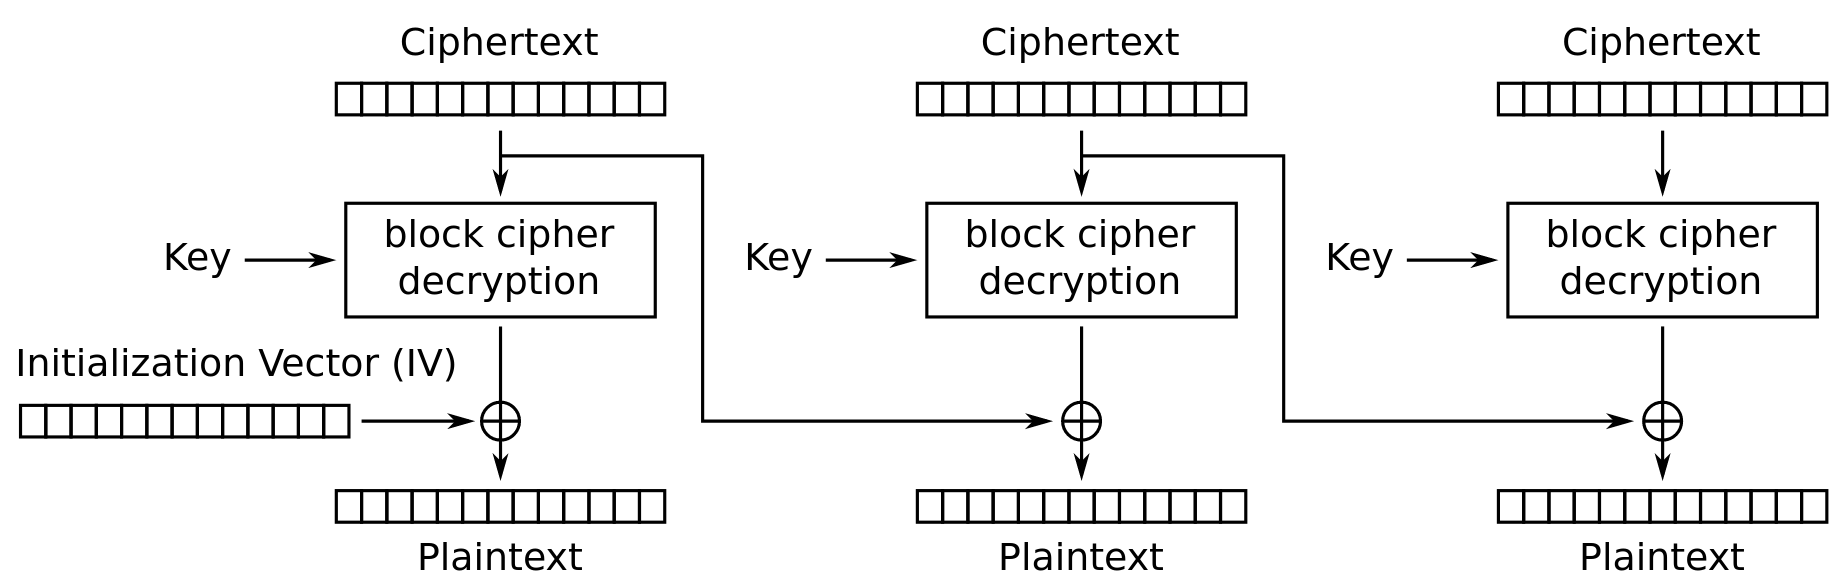 Ciphertext
Ciphertext
Ciphertext
Key
block cipher
decryption
Key
block cipher
decryption
Key
block cipher
decryption
Initialization Vector (IV)
Plaintext
Plaintext
Plaintext